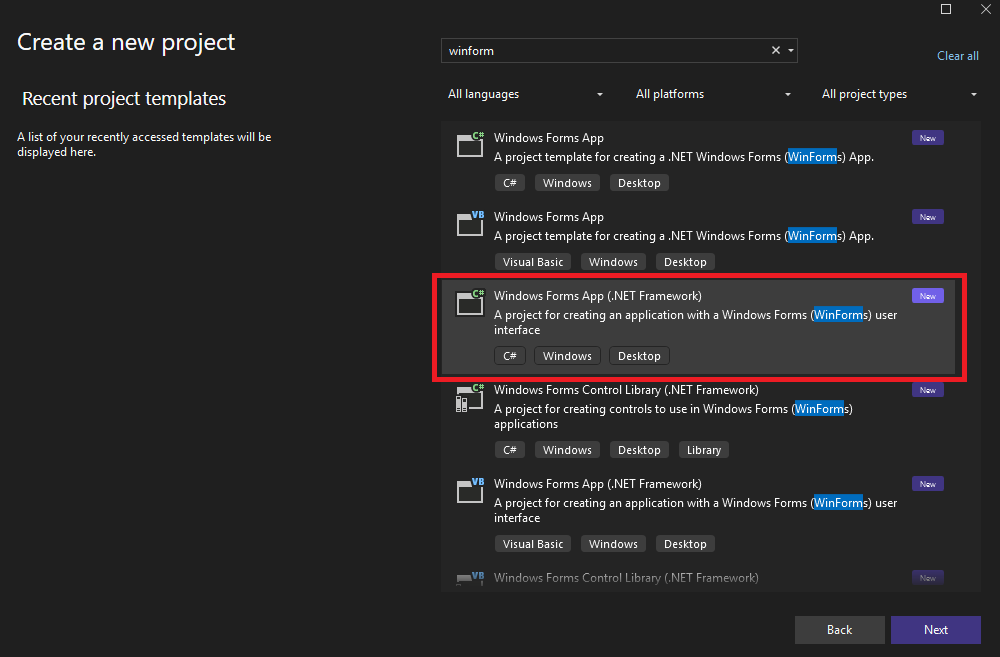 Create a new project
winform
Clear all
Recent project templates
All languages
All platforms
All project types
A list of your recently accessed templates will be
displayed here.
C#
Windows Forms App
New
A project template for creating a .NET Windows Forms (WinForms) App.
C# Windows Desktop
VB
Windows Forms App
New
A project template for creating a .NET Windows Forms (WinForms) App.
Visual Basic Windows Desktop
C#
Windows Forms App (.NET Framework)
New
A project for creating an application with a Windows Forms (WinForms) user
interface
C# Windows Desktop
C#
Windows Forms Control Library (.NET Framework)
New
A project for creating controls to use in Windows Forms (WinForms)
applications
C# Windows Desktop Library
VB
Windows Forms App (.NET Framework)
New
A project for creating an application with a Windows Forms (WinForms) user
interface
Visual Basic Windows Desktop
VB
Windows Forms Control Library (.NET Framework)
New
Back
Next